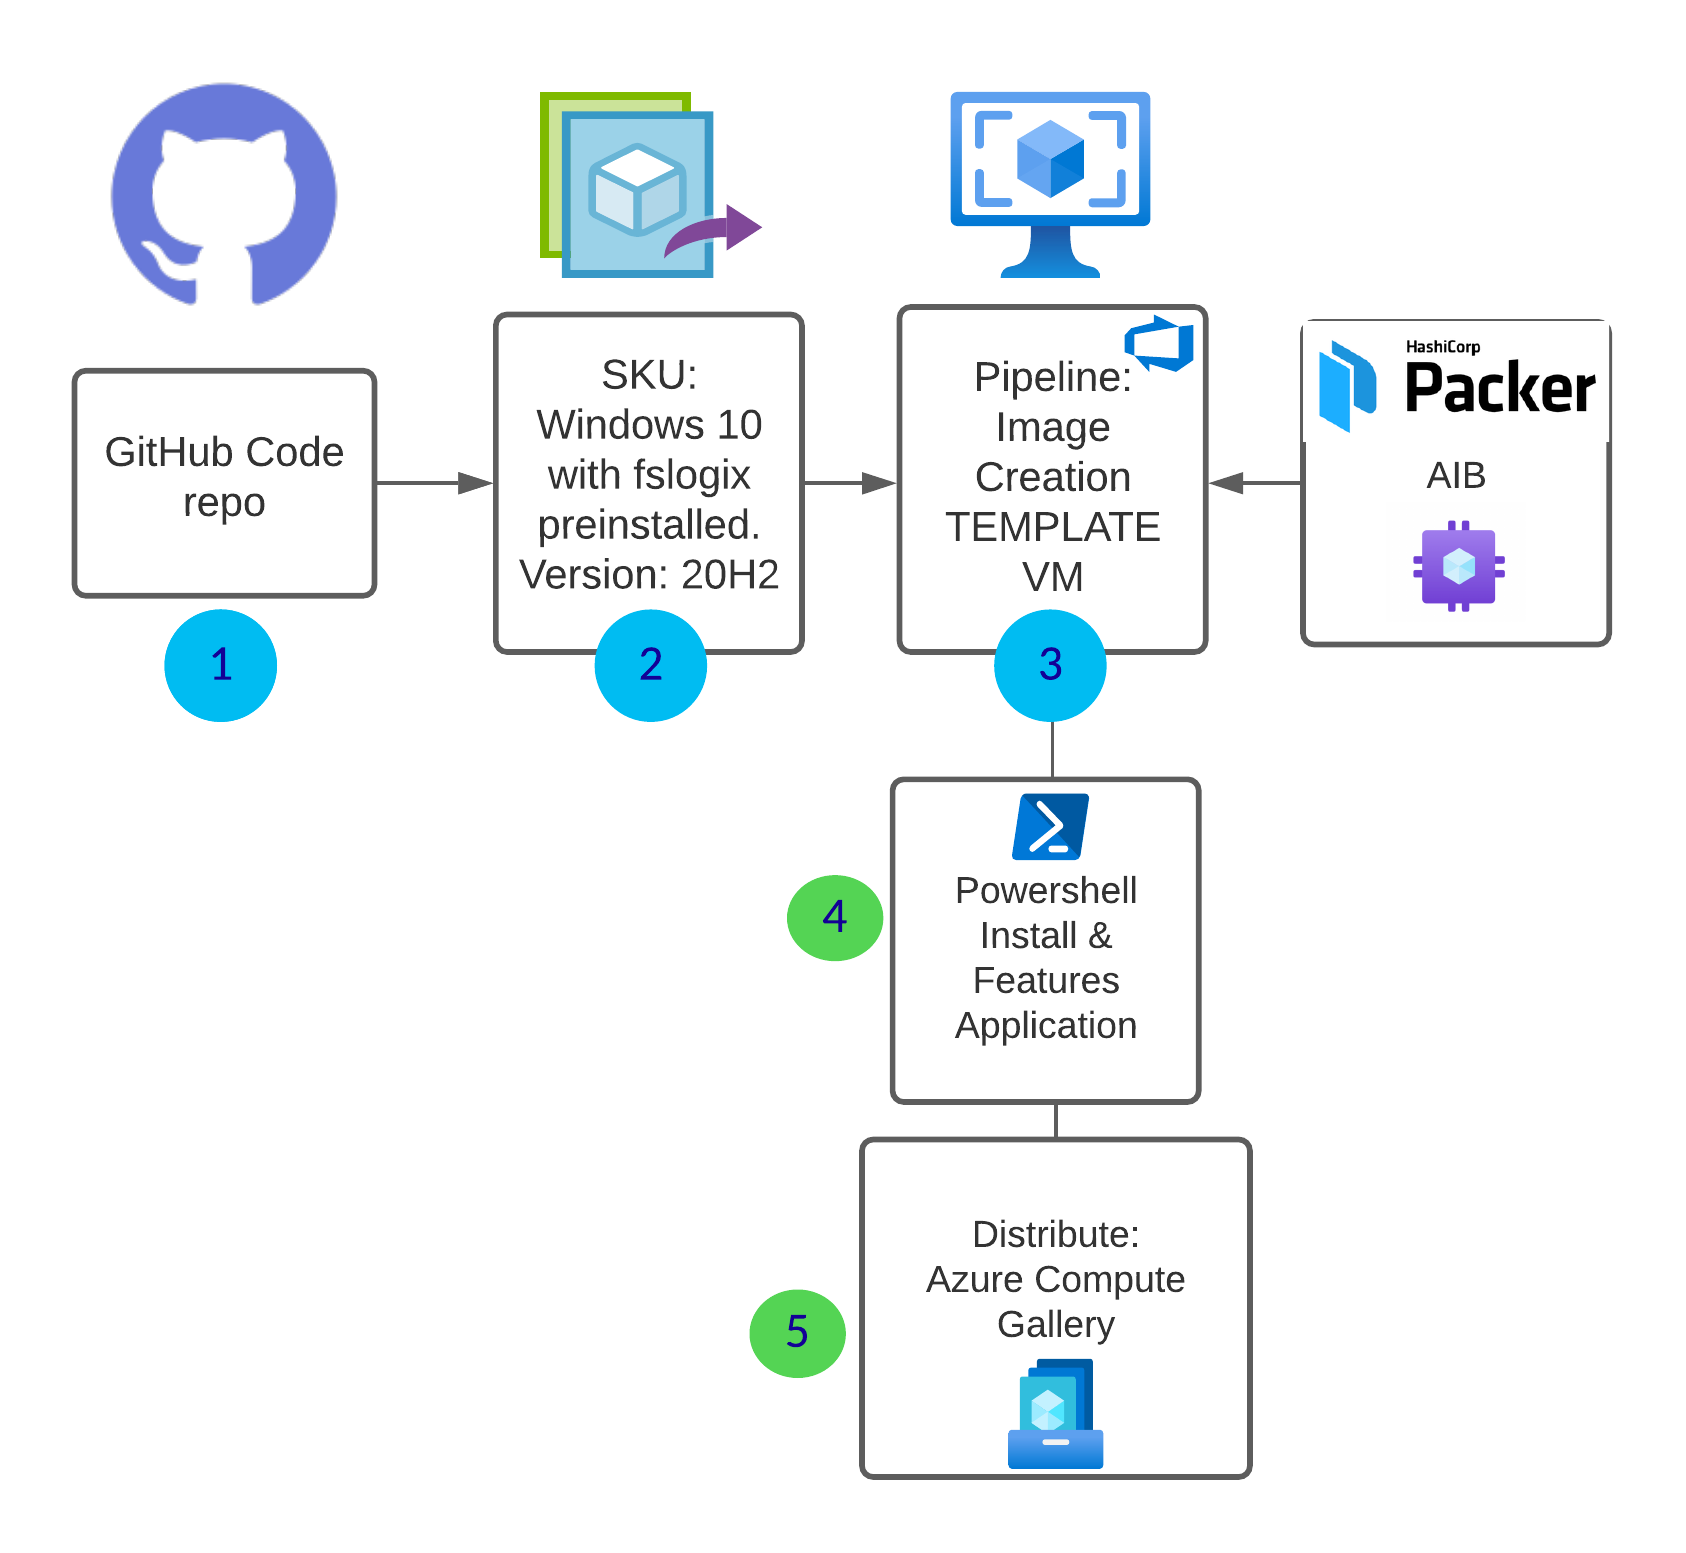 GitHub Code
repo
1
SKU:
Windows 10
with fslogix
preinstalled.
Version: 20H2
2
Pipeline:
Image
Creation
TEMPLATE
VM
3
HashiCorp
Packer
AIB
4
Powershell
Install &
Features
Application
5
Distribute:
Azure Compute
Gallery